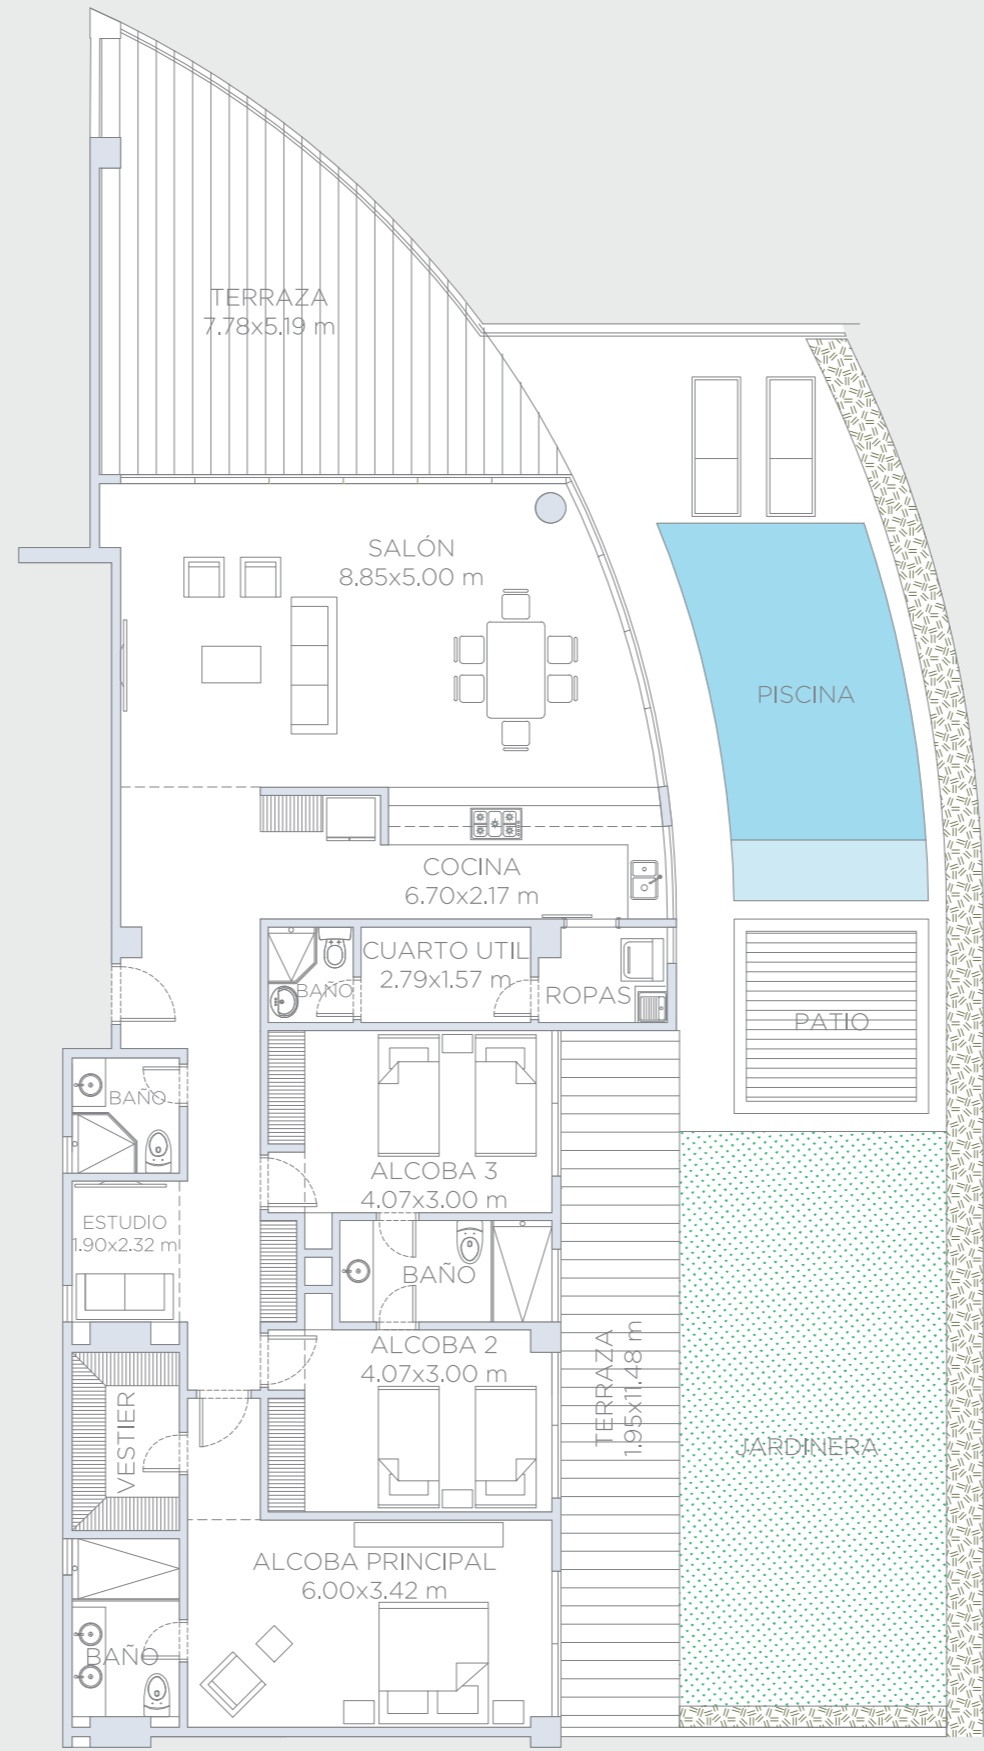 TERRAZA
7.78x5.19 m
SALÓN
8.85x5.00 m
PISCINA
COCINA
6.70x2.17 m
CUARTO UTIL
2.79x1.57 m
BAÑO
ROPAS
PATIO
BAÑO
ALCOBA 3
4.07x3.00 m
ESTUDIO
1.90x2.32 m
BAÑO
ALCOBA 2
4.07x3.00 m
TERRAZA
1.95x11.48 m
VESTIER
JARDINERA
ALCOBA PRINCIPAL
6.00x3.42 m
BAÑO